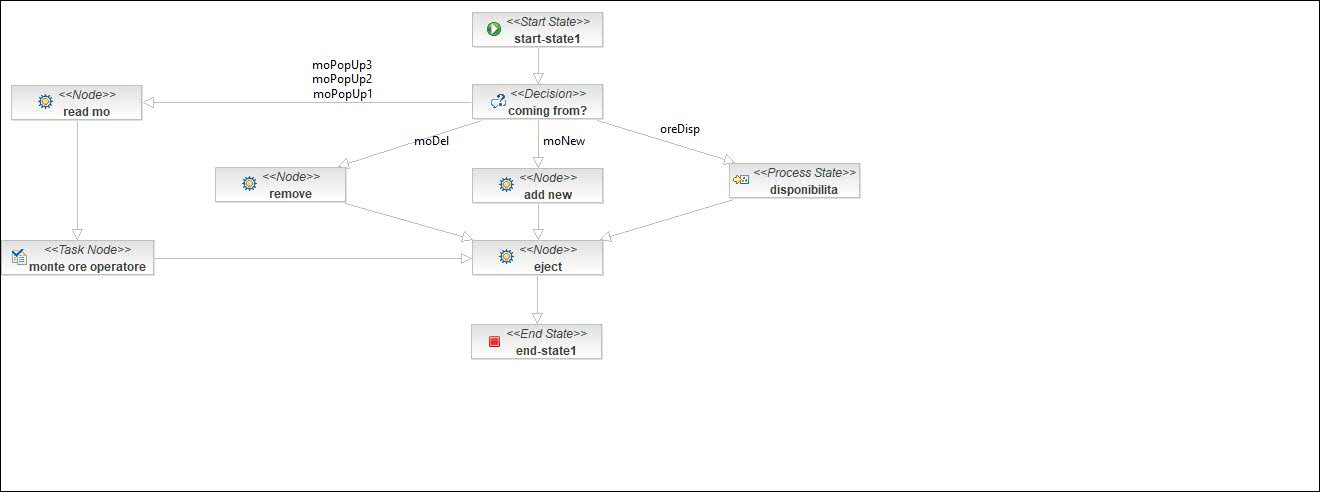 <<Start State>>
start-state1
moPopUp3
moPopUp2
moPopUp1
<<Node>>
read mo
<<Decision>>
coming from?
moDel
moNew
oreDisp
<<Node>>
remove
<<Node>>
add new
<<Process State>>
disponibilita
<<Task Node>>
monte ore operatore
<<Node>>
eject
<<End State>>
end-state1